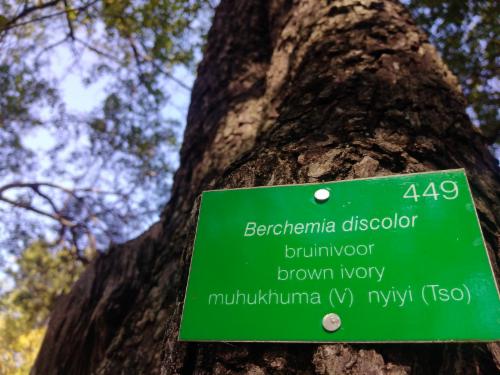 449
Berchemia discolor
bruinivoor
brown ivory
muhukhuma (V) nyiyi (Tso)